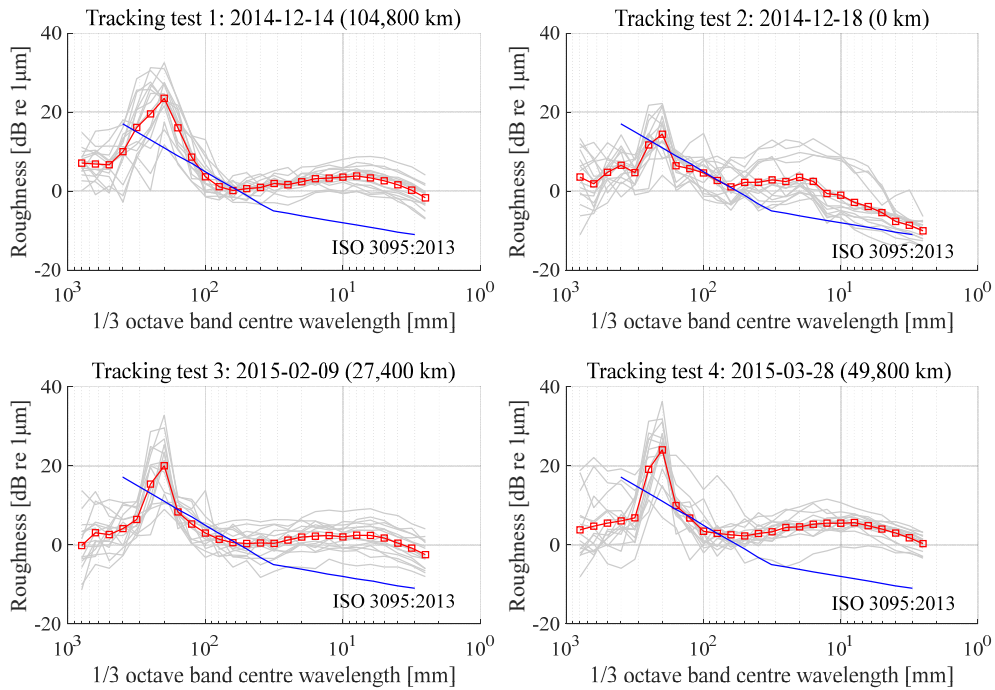 Tracking test 1: 2014-12-14 (104,800 km)
Roughness [dB re 1μm]
40
20
0
-20
10³
10²
10¹
10⁰
ISO 3095:2013
1/3 octave band centre wavelength [mm]
Tracking test 2: 2014-12-18 (0 km)
Roughness [dB re 1μm]
40
20
0
-20
10³
10²
10¹
10⁰
ISO 3095:2013
1/3 octave band centre wavelength [mm]
Tracking test 3: 2015-02-09 (27,400 km)
Roughness [dB re 1μm]
40
20
0
-20
10³
10²
10¹
10⁰
ISO 3095:2013
1/3 octave band centre wavelength [mm]
Tracking test 4: 2015-03-28 (49,800 km)
Roughness [dB re 1μm]
40
20
0
-20
10³
10²
10¹
10⁰
ISO 3095:2013
1/3 octave band centre wavelength [mm]